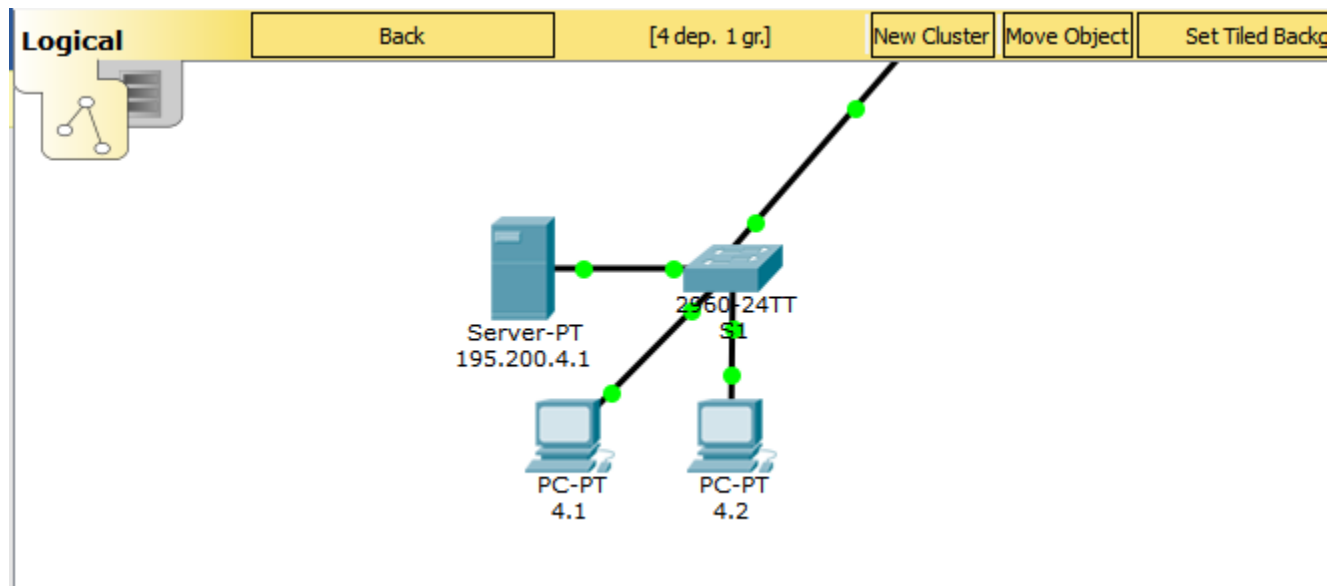 Logical
Back
[4 dep. 1 gr.]
New Cluster
Move Object
Set Tiled Backg
2960-24TT
S1
Server-PT
195.200.4.1
PC-PT
4.1
PC-PT
4.2